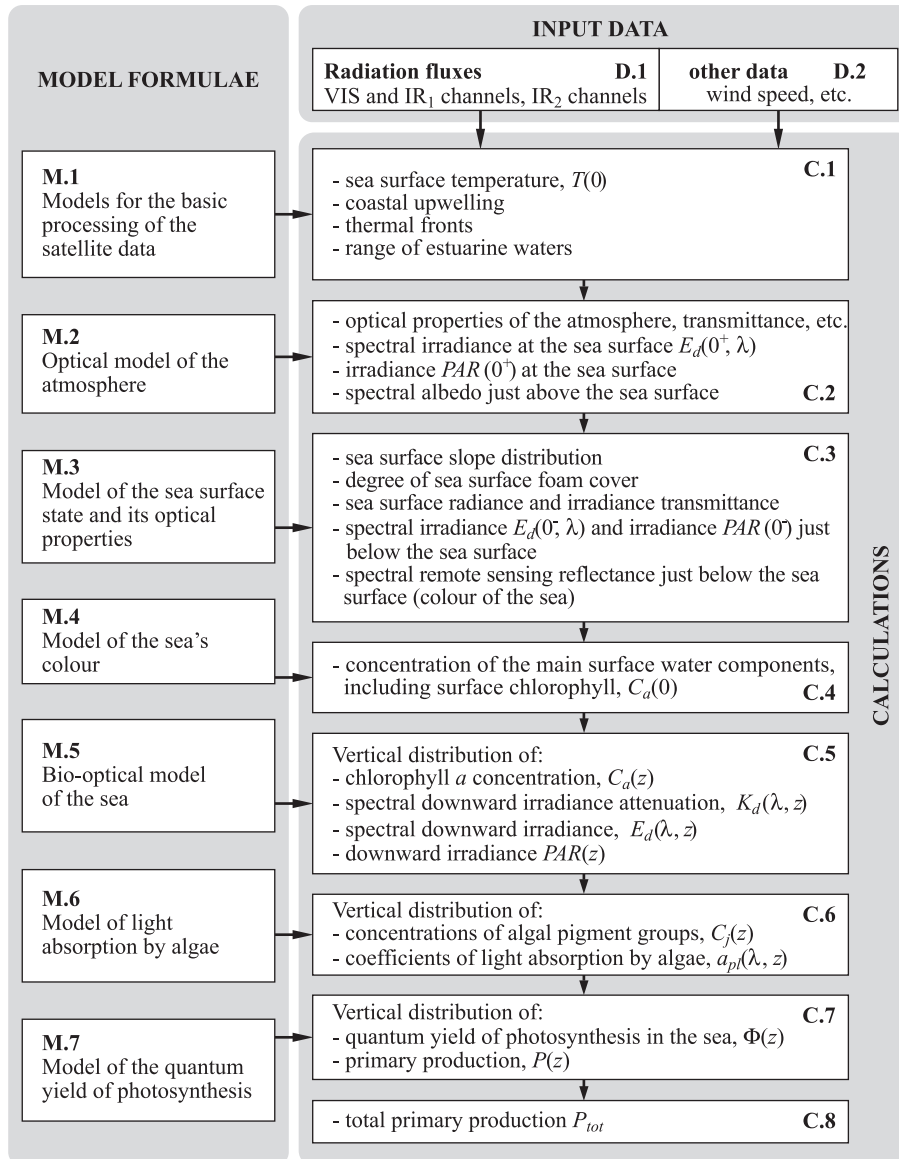 MODEL FORMULAE
INPUT DATA
Radiation fluxes D.1
VIS and IR₁ channels, IR₂ channels
other data D.2
wind speed, etc.
M.1
Models for the basic
processing of the
satellite data
C.1
- sea surface temperature, T(0)
- coastal upwelling
- thermal fronts
- range of estuarine waters
M.2
Optical model of the
atmosphere
- optical properties of the atmosphere, transmittance, etc.
- spectral irradiance at the sea surface E_d(0⁺, λ)
- irradiance PAR (0⁺) at the sea surface
- spectral albedo just above the sea surface C.2
M.3
Model of the sea surface
state and its optical
properties
C.3
- sea surface slope distribution
- degree of sea surface foam cover
- sea surface radiance and irradiance transmittance
- spectral irradiance E_d(0⁻, λ) and irradiance PAR (0⁻) just
below the sea surface
- spectral remote sensing reflectance just below the sea
surface (colour of the sea)
M.4
Model of the sea's
colour
- concentration of the main surface water components,
including surface chlorophyll, C_a(0) C.4
M.5
Bio-optical model
of the sea
Vertical distribution of: C.5
- chlorophyll a concentration, C_a(z)
- spectral downward irradiance attenuation, K_d(λ, z)
- spectral downward irradiance, E_d(λ, z)
- downward irradiance PAR(z)
M.6
Model of light
absorption by algae
Vertical distribution of: C.6
- concentrations of algal pigment groups, C_j(z)
- coefficients of light absorption by algae, a_pl(λ, z)
M.7
Model of the quantum
yield of photosynthesis
Vertical distribution of: C.7
- quantum yield of photosynthesis in the sea, Φ(z)
- primary production, P(z)
- total primary production P_tot C.8
CALCULATIONS